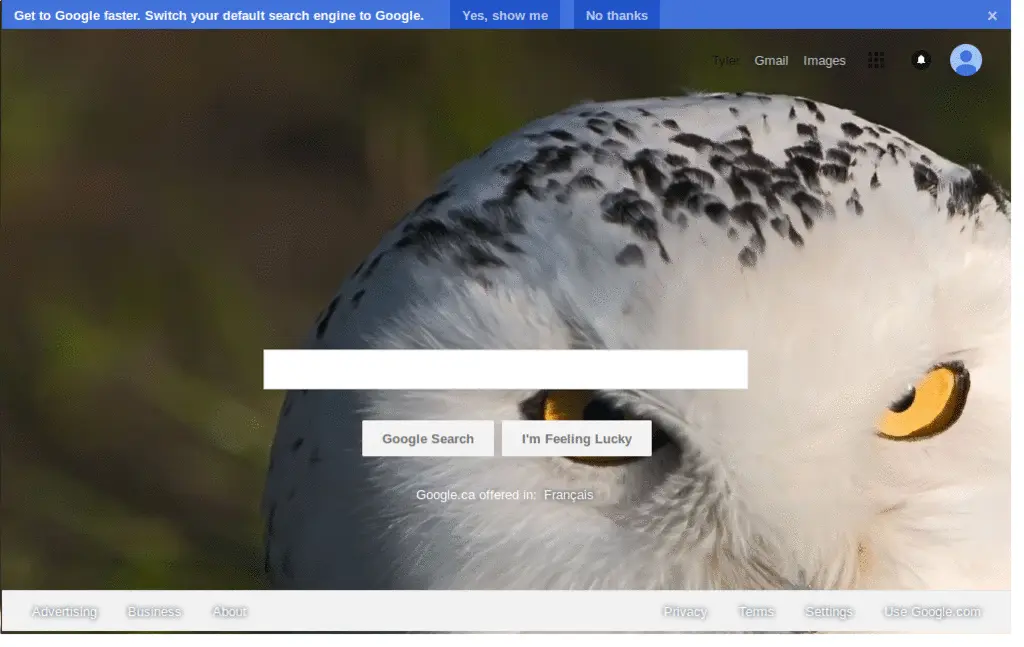 Get to Google faster. Switch your default search engine to Google. Yes, show me No thanks ×
Tyler Gmail Images
Google Search I'm Feeling Lucky
Google.ca offered in: Français
Advertising Business About Privacy Terms Settings Use Google.com